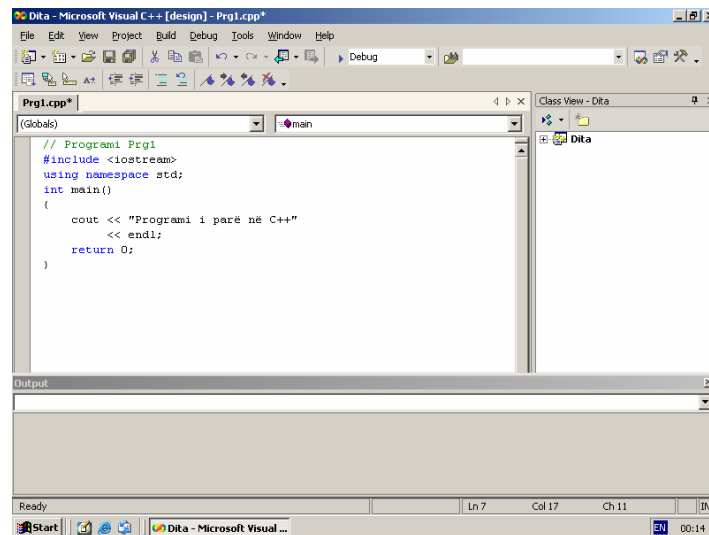 Dita - Microsoft Visual C++ [design] - Prg1.cpp*
File Edit View Project Build Debug Tools Window Help
Debug
Prg1.cpp*
Class View - Dita
(Globals) main
Dita
// Programi Prg1
#include <iostream>
using namespace std;
int main()
{
cout << "Programi i parë në C++"
<< endl;
return 0;
}
Output
Ready Ln 7 Col 17 Ch 11 IN
Start Dita - Microsoft Visual ... EN 00:14